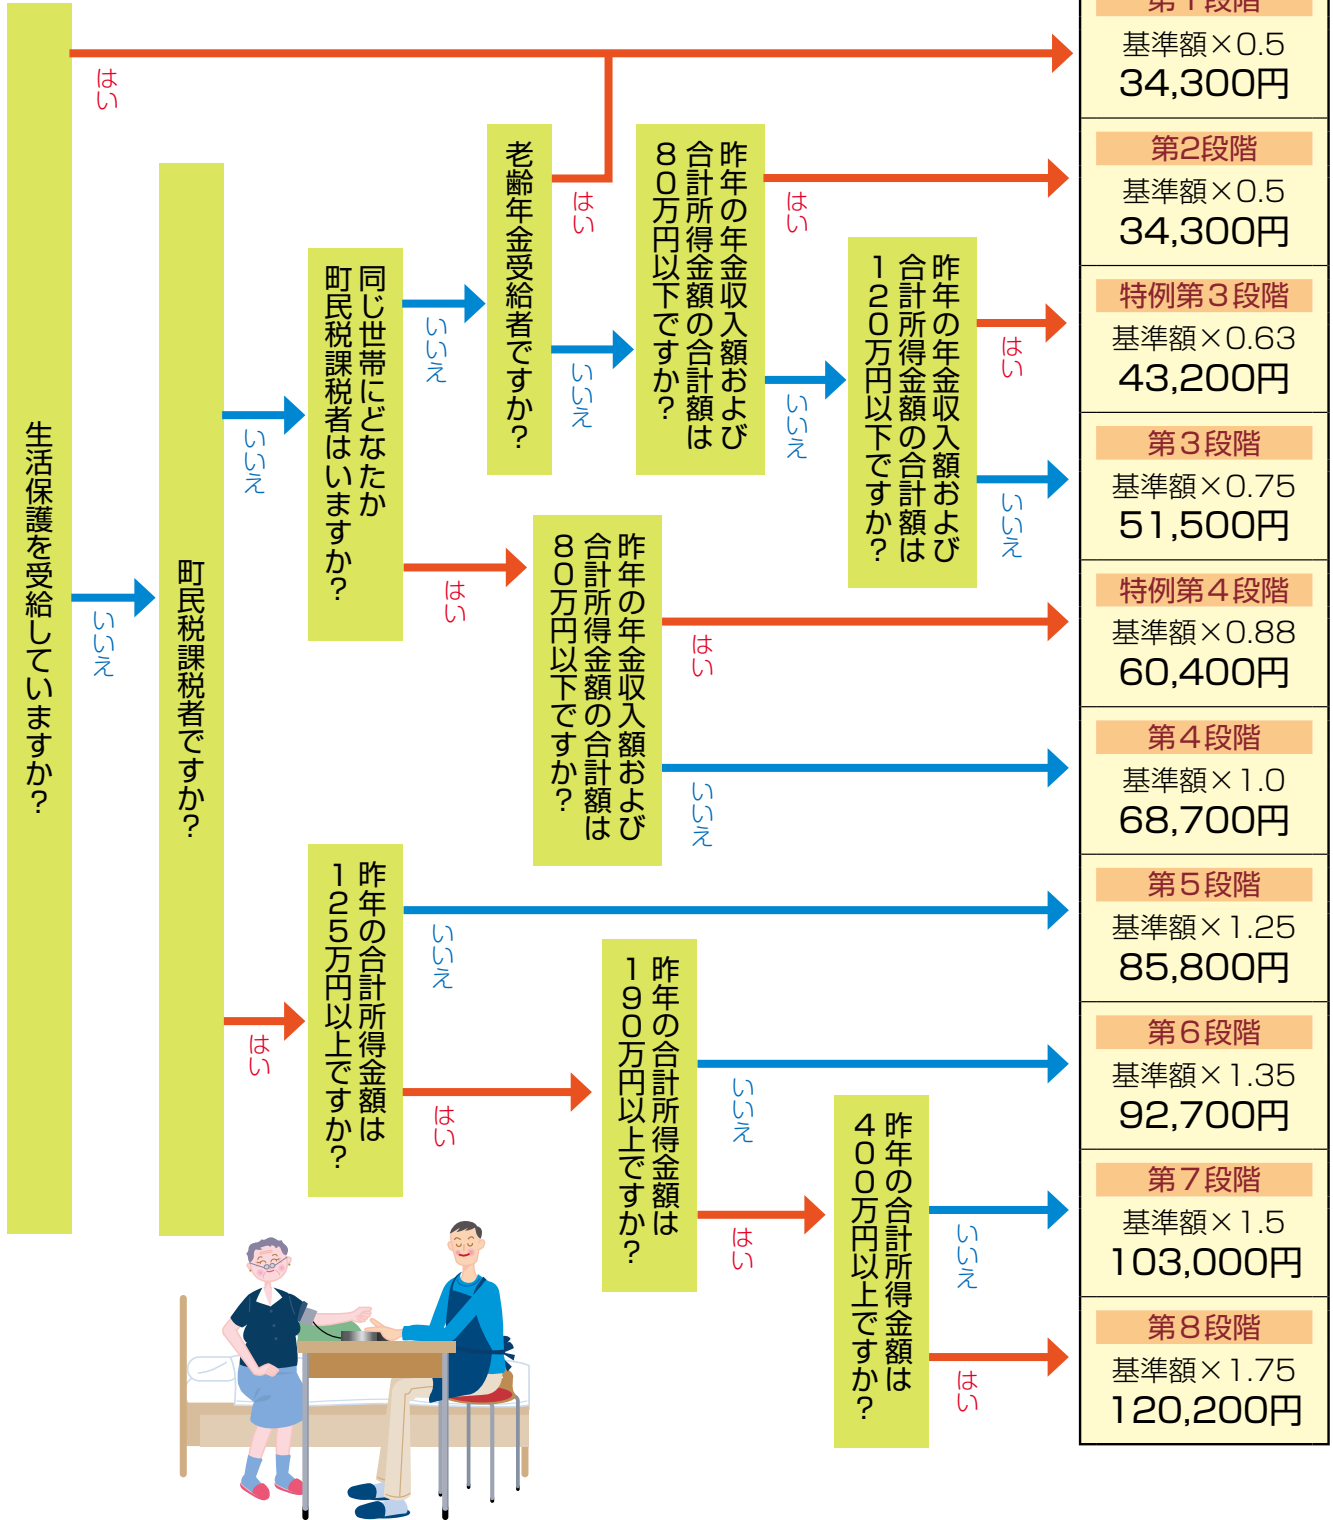 生活保護を受給していますか？
はい
いいえ
町民税課税者ですか？
いいえ
はい
同じ世帯にどなたか
町民税課税者はいますか？
いいえ
はい
老齢年金受給者ですか？
はい
いいえ
昨年の年金収入額および
合計所得金額の合計額は
８０万円以下ですか？
はい
いいえ
昨年の年金収入額および
合計所得金額の合計額は
１２０万円以下ですか？
はい
いいえ
昨年の年金収入額および
合計所得金額の合計額は
８０万円以下ですか？
はい
いいえ
昨年の合計所得金額は
１２５万円以上ですか？
いいえ
はい
昨年の合計所得金額は
１９０万円以上ですか？
いいえ
はい
昨年の合計所得金額は
４００万円以上ですか？
いいえ
はい
第1段階
基準額×0.5
34,300円
第2段階
基準額×0.5
34,300円
特例第3段階
基準額×0.63
43,200円
第3段階
基準額×0.75
51,500円
特例第4段階
基準額×0.88
60,400円
第4段階
基準額×1.0
68,700円
第5段階
基準額×1.25
85,800円
第6段階
基準額×1.35
92,700円
第7段階
基準額×1.5
103,000円
第8段階
基準額×1.75
120,200円